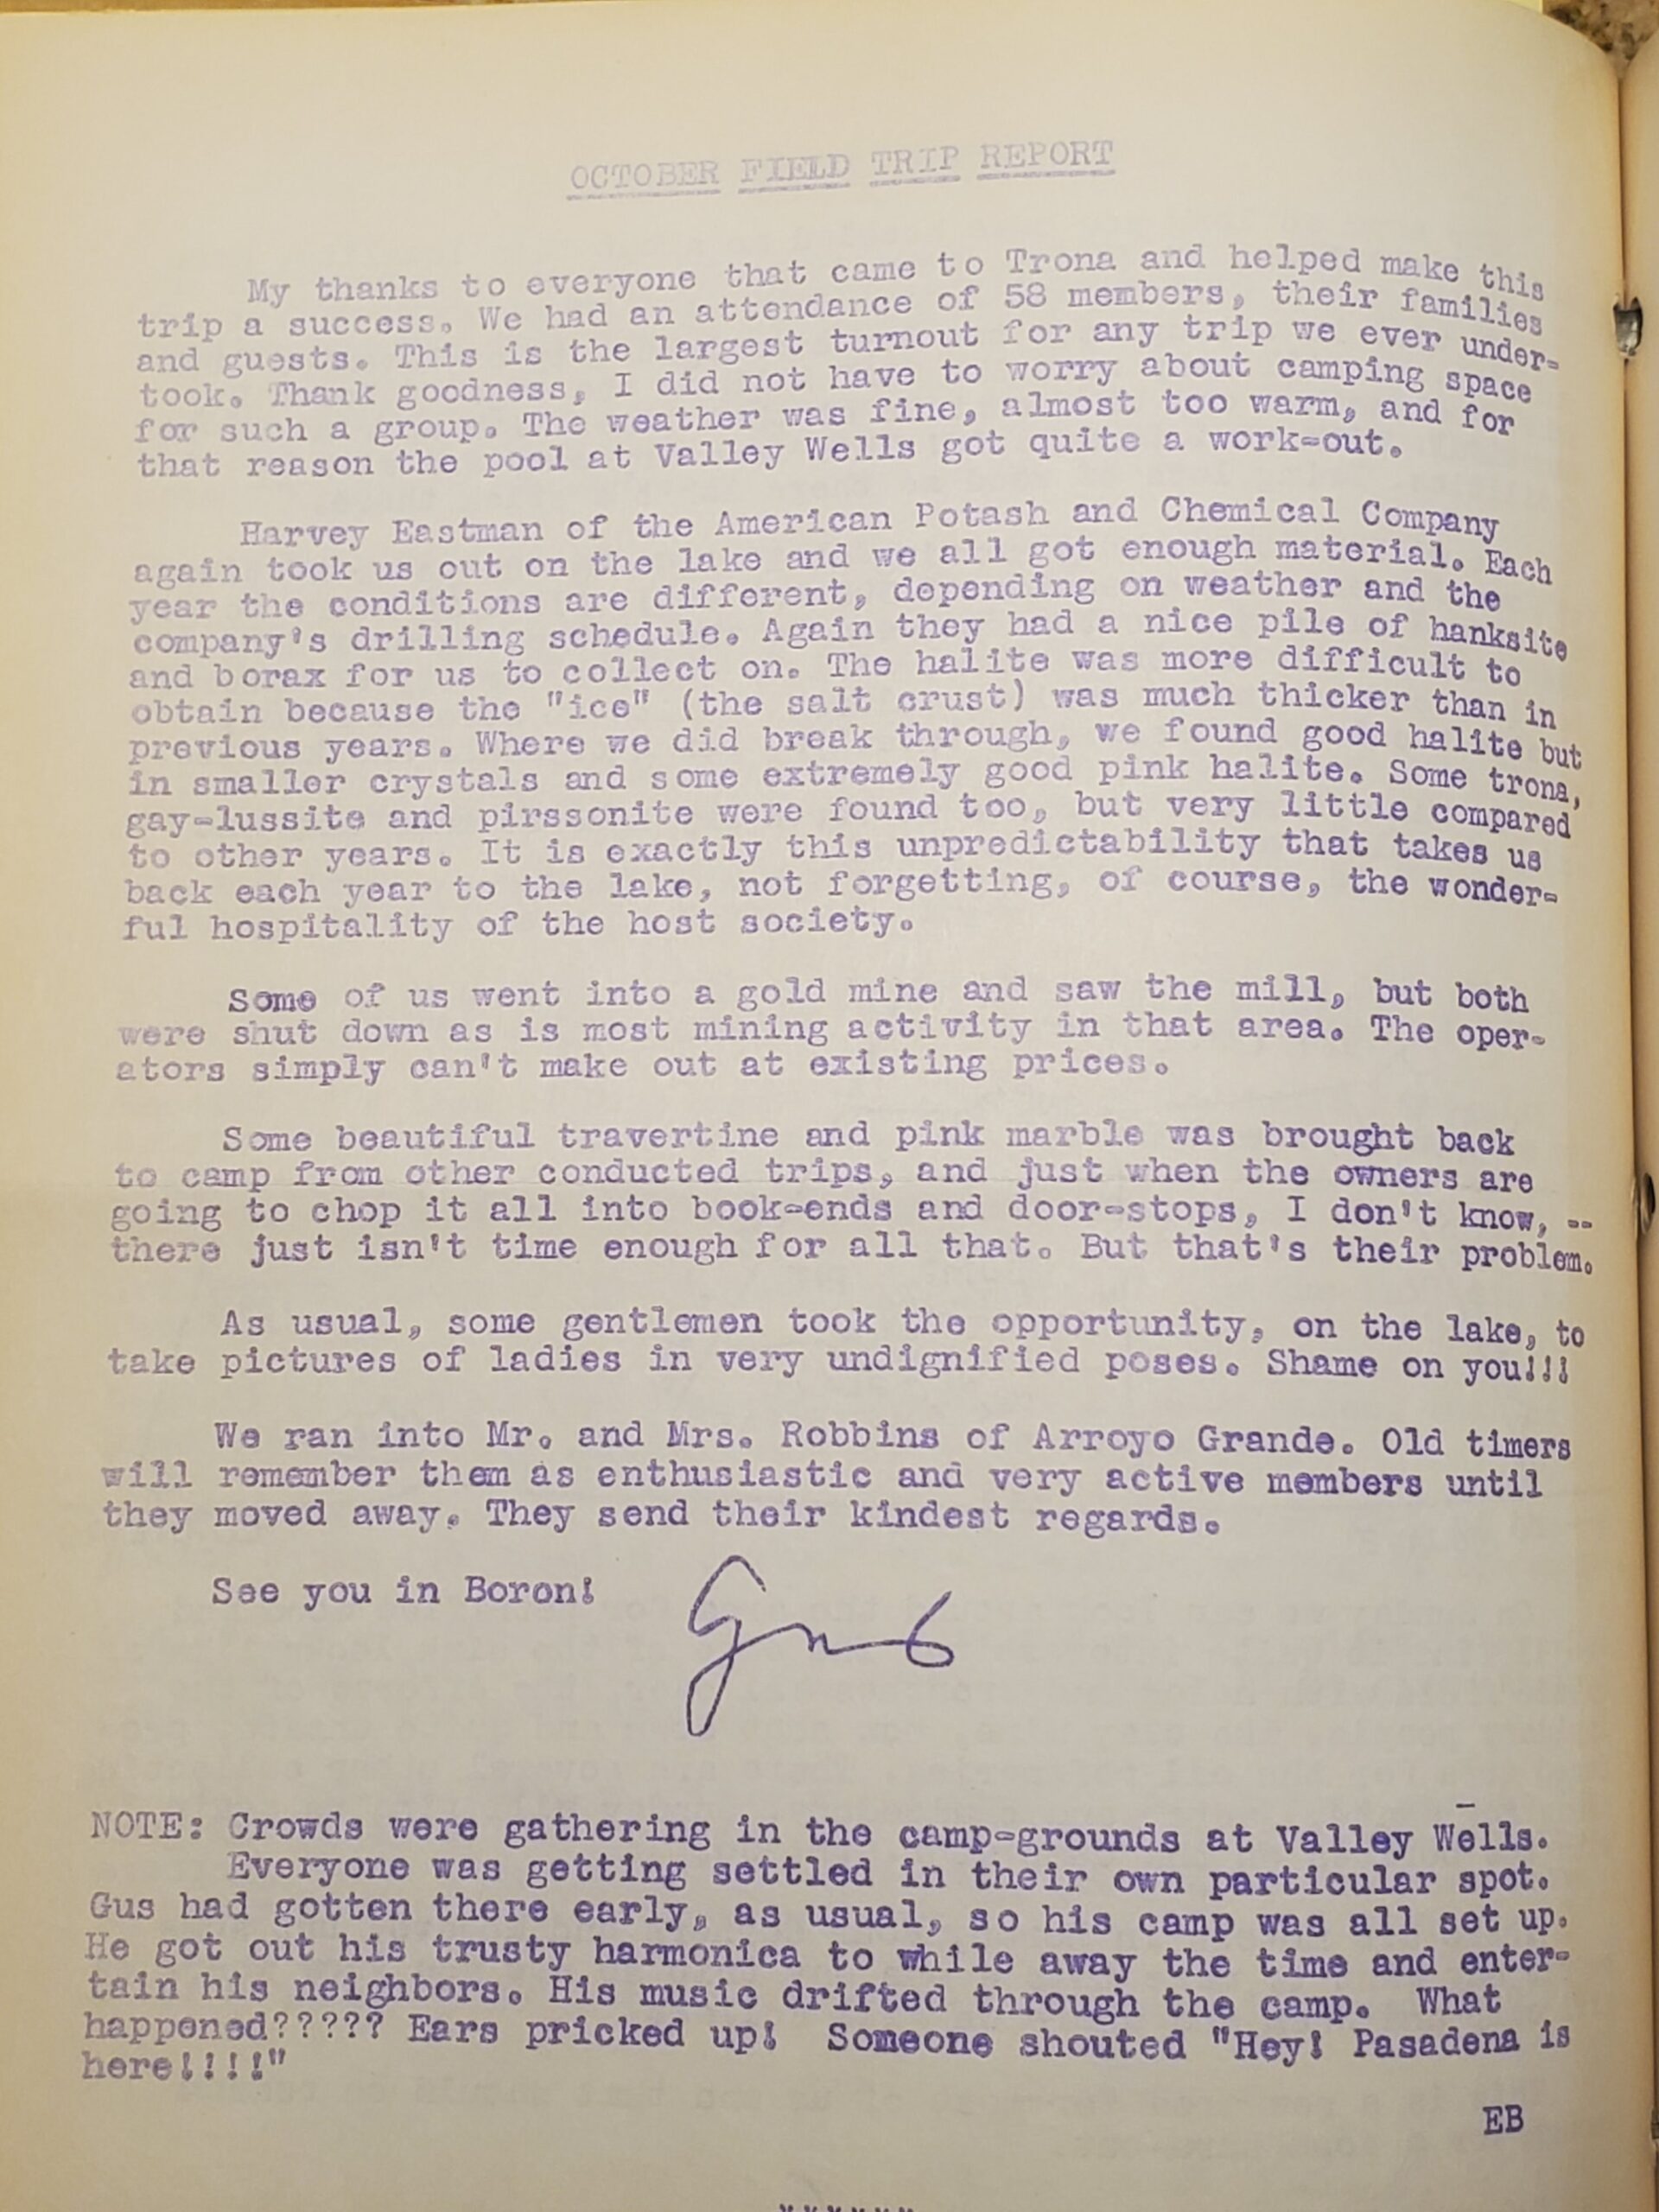 OCTOBER FIELD TRIP REPORT
My thanks to everyone that came to Trona and helped make this
trip a success. We had an attendance of 58 members, their families
and guests. This is the largest turnout for any trip we ever under-
took. Thank goodness, I did not have to worry about camping space
for such a group. The weather was fine, almost too warm, and for
that reason the pool at Valley Wells got quite a work-out.
Harvey Eastman of the American Potash and Chemical Company
again took us out on the lake and we all got enough material. Each
year the conditions are different, depending on weather and the
company's drilling schedule. Again they had a nice pile of hanksite
and borax for us to collect on. The halite was more difficult to
obtain because the "ice" (the salt crust) was much thicker than in
previous years. Where we did break through, we found good halite but
in smaller crystals and some extremely good pink halite. Some trona,
gay-lussite and pirssonite were found too, but very little compared
to other years. It is exactly this unpredictability that takes us
back each year to the lake, not forgetting, of course, the wonder-
ful hospitality of the host society.
Some of us went into a gold mine and saw the mill, but both
were shut down as is most mining activity in that area. The oper-
ators simply can't make out at existing prices.
Some beautiful travertine and pink marble was brought back
to camp from other conducted trips, and just when the owners are
going to chop it all into book-ends and door-stops, I don't know, --
there just isn't time enough for all that. But that's their problem.
As usual, some gentlemen took the opportunity, on the lake, to
take pictures of ladies in very undignified poses. Shame on you!!!
We ran into Mr. and Mrs. Robbins of Arroyo Grande. Old timers
will remember them as enthusiastic and very active members until
they moved away. They send their kindest regards.
See you in Boron!
Gus
NOTE: Crowds were gathering in the camp-grounds at Valley Wells.
Everyone was getting settled in their own particular spot.
Gus had gotten there early, as usual, so his camp was all set up.
He got out his trusty harmonica to while away the time and enter-
tain his neighbors. His music drifted through the camp. What
happened????? Ears pricked up! Someone shouted "Hey! Pasadena is
here!!!!"
EB